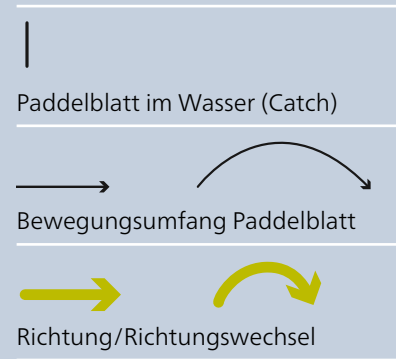 Paddelblatt im Wasser (Catch)
Bewegungsumfang Paddelblatt
Richtung/Richtungswechsel